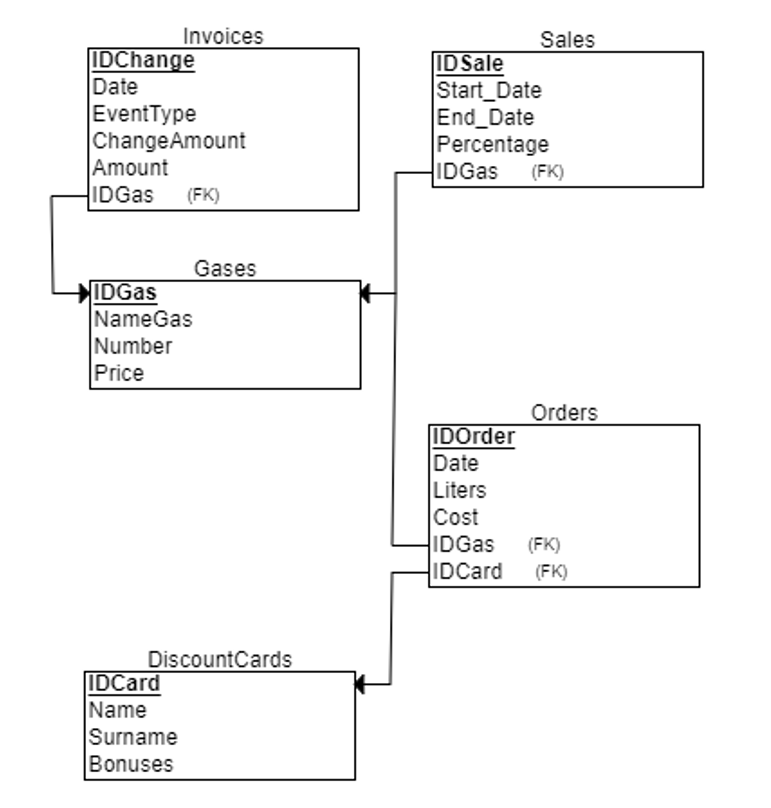 Invoices
IDChange
Date
EventType
ChangeAmount
Amount
IDGas (FK)
Sales
IDSale
Start_Date
End_Date
Percentage
IDGas (FK)
Gases
IDGas
NameGas
Number
Price
Orders
IDOrder
Date
Liters
Cost
IDGas (FK)
IDCard (FK)
DiscountCards
IDCard
Name
Surname
Bonuses